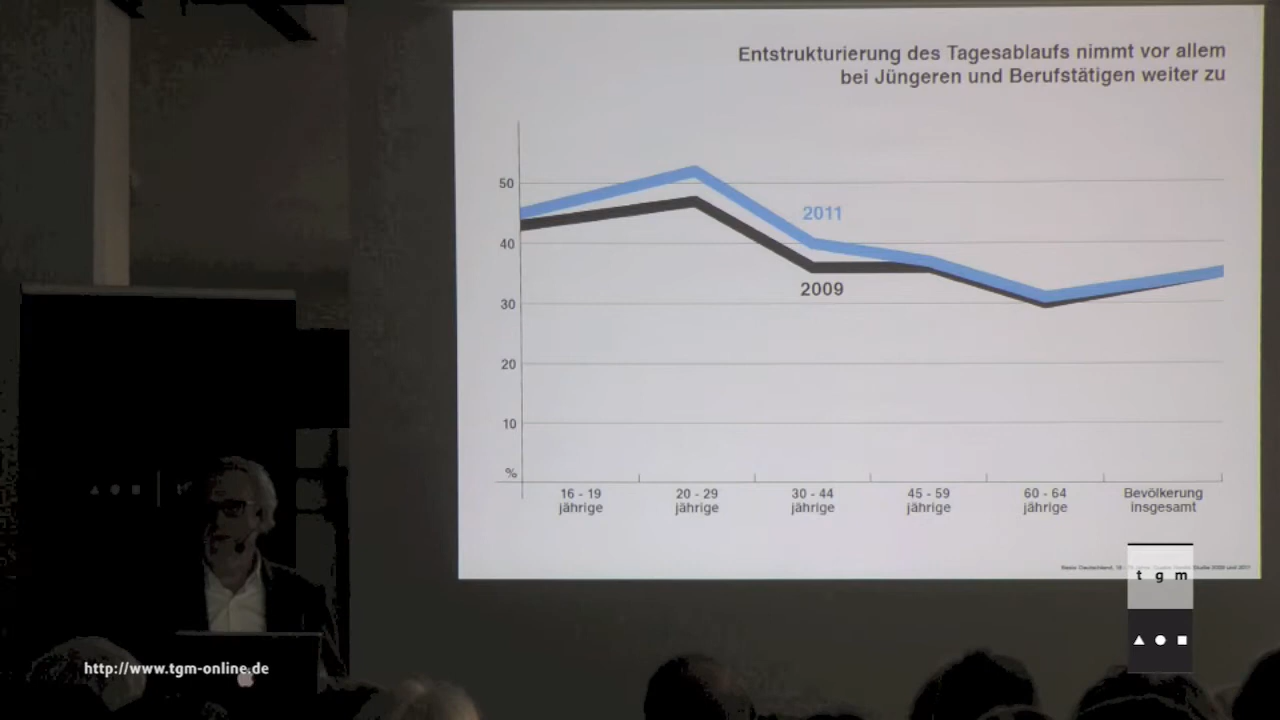 Entstrukturierung des Tagesablaufs nimmt vor allem
bei Jüngeren und Berufstätigen weiter zu
50
40
30
20
10
%
2011
2009
16 - 19
jährige
20 - 29
jährige
30 - 44
jährige
45 - 59
jährige
60 - 64
jährige
Bevölkerung
insgesamt
t g m
http://www.tgm-online.de